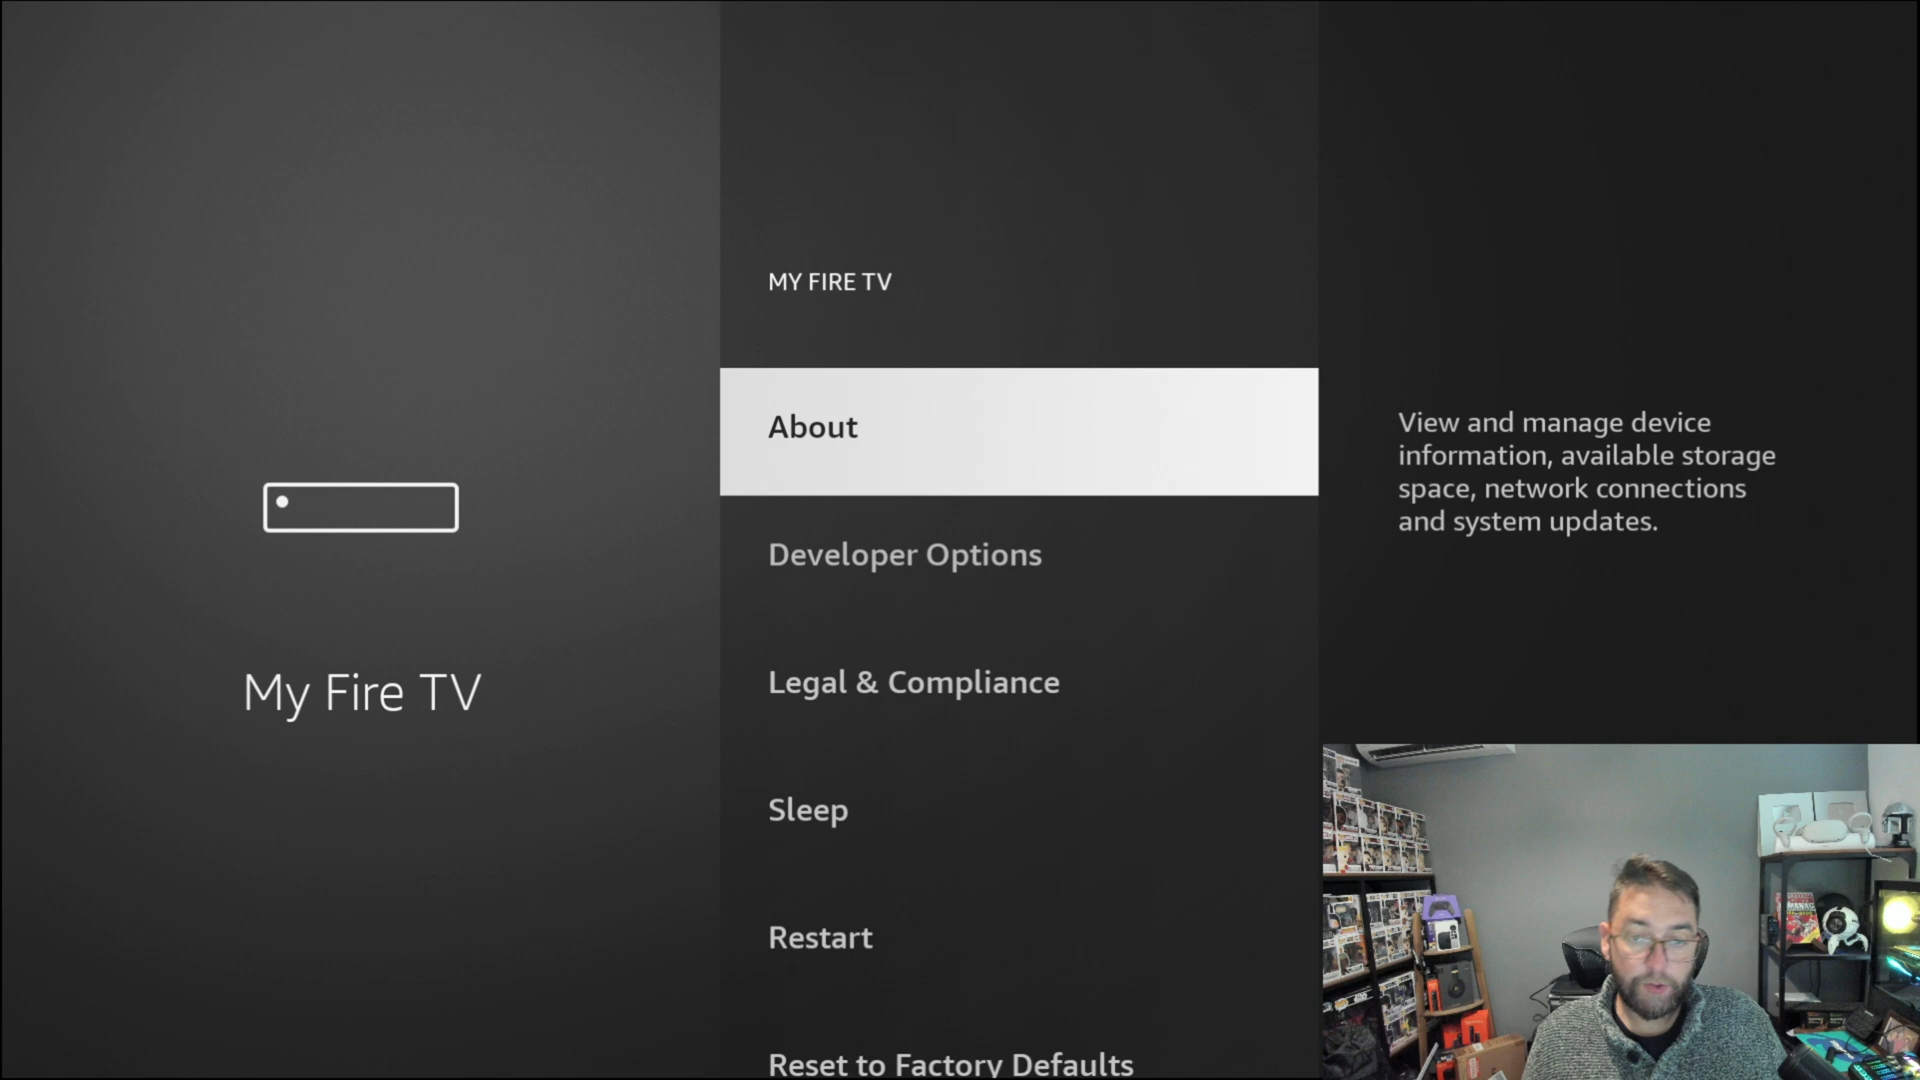 MY FIRE TV
About
Developer Options
Legal & Compliance
Sleep
Restart
Reset to Factory Defaults
My Fire TV
View and manage device
information, available storage
space, network connections
and system updates.